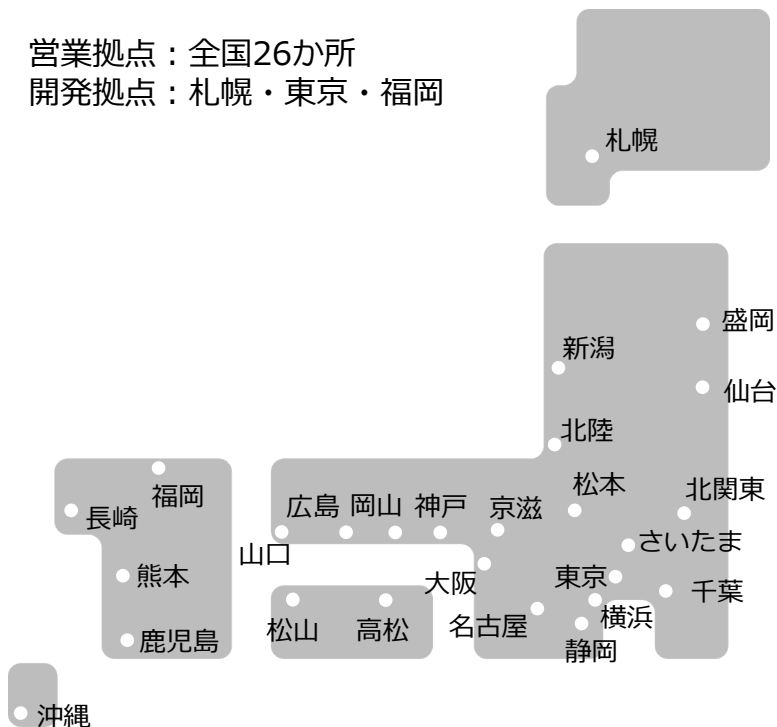 営業拠点：全国26か所
開発拠点：札幌・東京・福岡
札幌
盛岡
新潟
仙台
北陸
松本
北関東
福岡
長崎
広島
岡山
神戸
京滋
さいたま
山口
熊本
大阪
東京
千葉
松山
高松
名古屋
横浜
鹿児島
静岡
沖縄